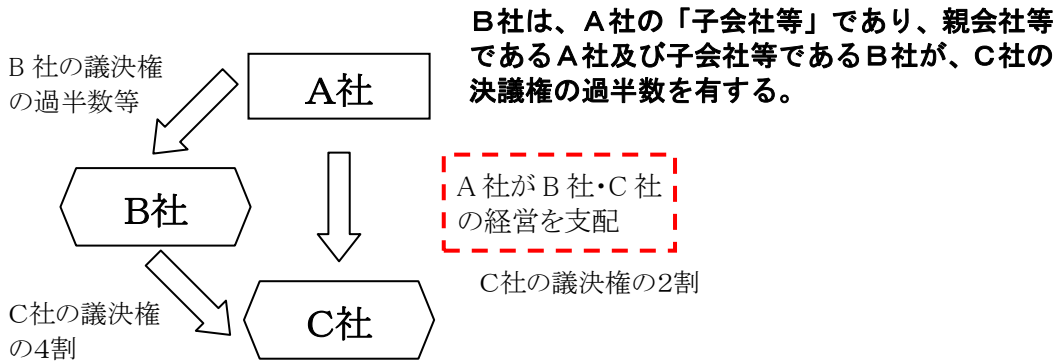 B社は、A社の「子会社等」であり、親会社等
であるA社及び子会社等であるB社が、C社の
決議権の過半数を有する。
B 社の議決権
の過半数等
A社
A 社が B 社・C 社
の経営を支配
B社
C社の議決権の2割
C社の議決権
の4割
C社